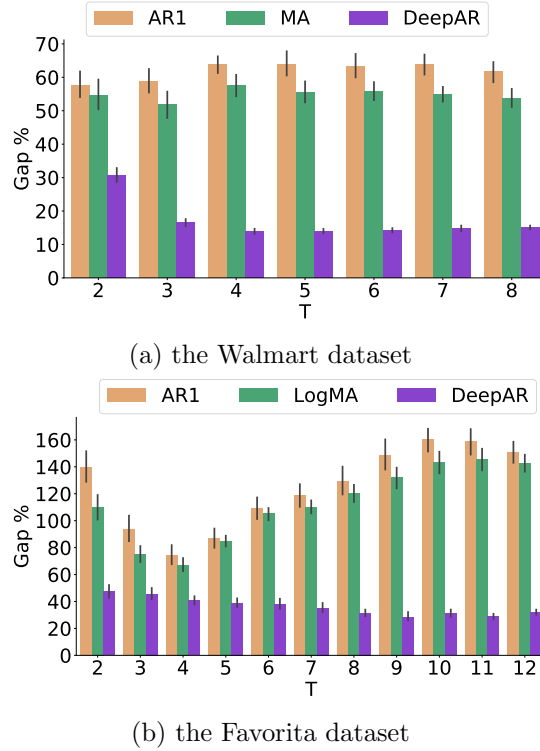 AR1 MA DeepAR
70
60
50
40
30
20
10
0
Gap %
2 3 4 5 6 7 8
T
(a) the Walmart dataset
AR1 LogMA DeepAR
160
140
120
100
80
60
40
20
0
Gap %
2 3 4 5 6 7 8 9 10 11 12
T
(b) the Favorita dataset